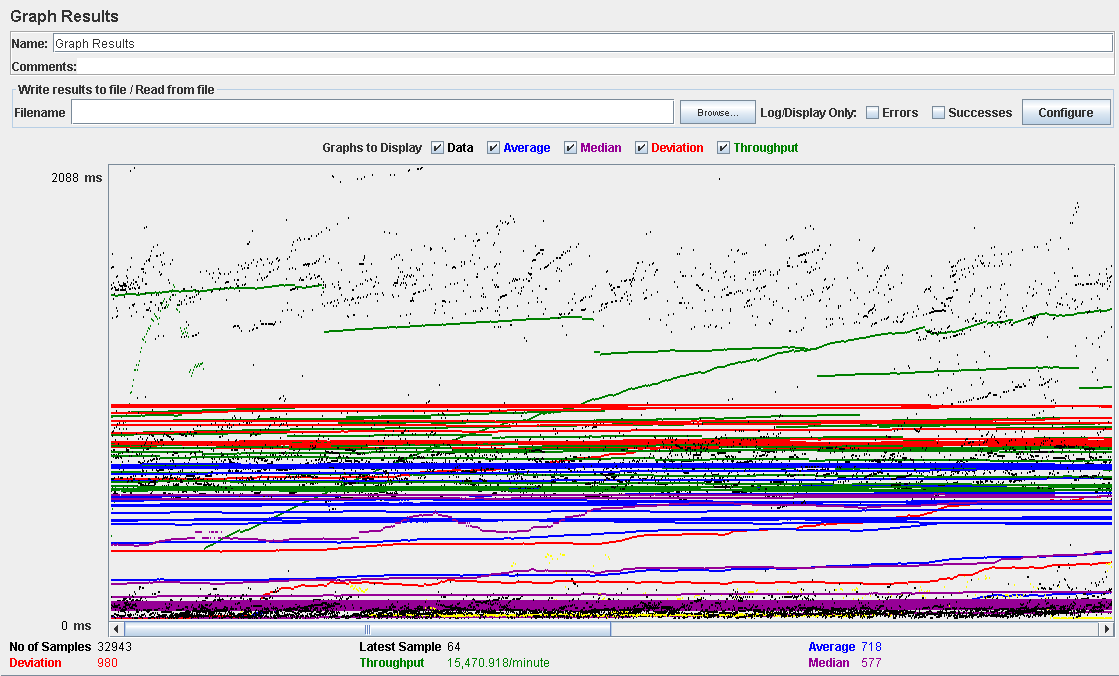 Graph Results
Name: Graph Results
Comments:
Write results to file / Read from file
Filename Browse... Log/Display Only: Errors Successes Configure
Graphs to Display Data Average Median Deviation Throughput
2088 ms
0 ms
No of Samples 32943 Latest Sample 64 Average 718
Deviation 980 Throughput 15,470.918/minute Median 577